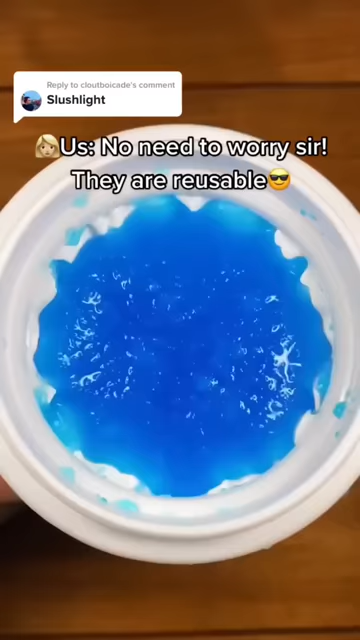 Reply to cloutboicade's comment
Slushlight
👩🏼Us: No need to worry sir!
They are reusable😎